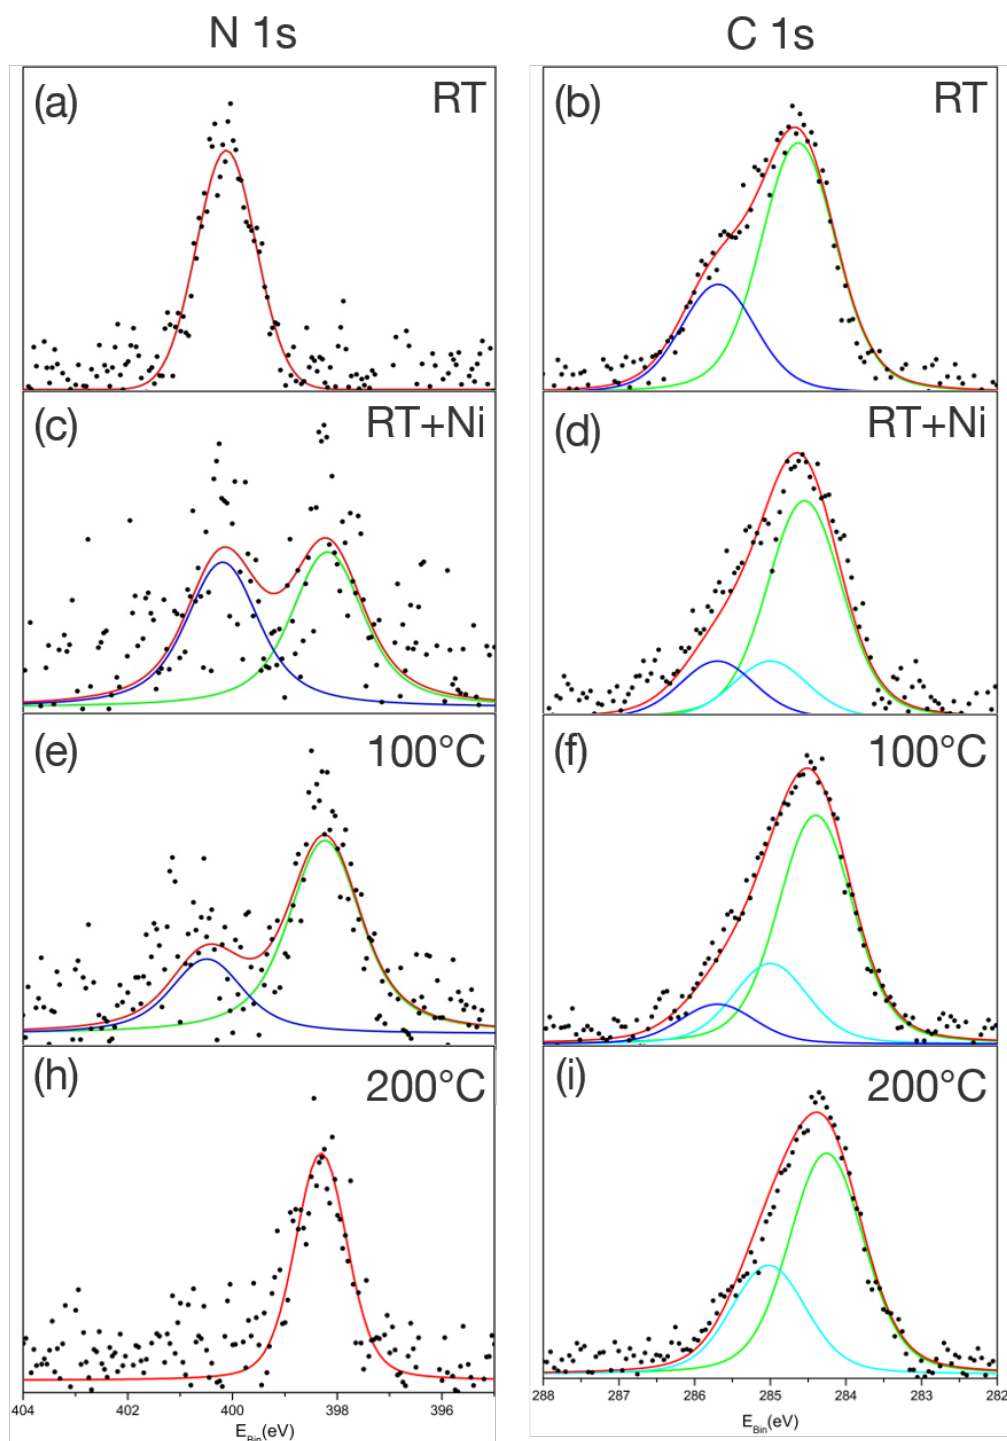 N 1s C 1s
(a) RT (b) RT
(c) RT+Ni (d) RT+Ni
(e) 100°C (f) 100°C
(h) 200°C (i) 200°C
404 402 400 398 396 288 287 286 285 284 283 282
E_Bin(eV) E_Bin(eV)